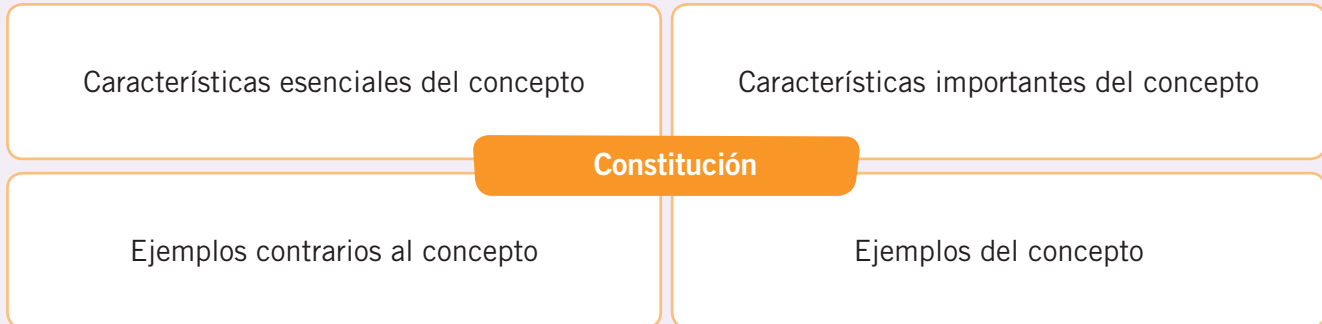 Características esenciales del concepto
Características importantes del concepto
Constitución
Ejemplos contrarios al concepto
Ejemplos del concepto